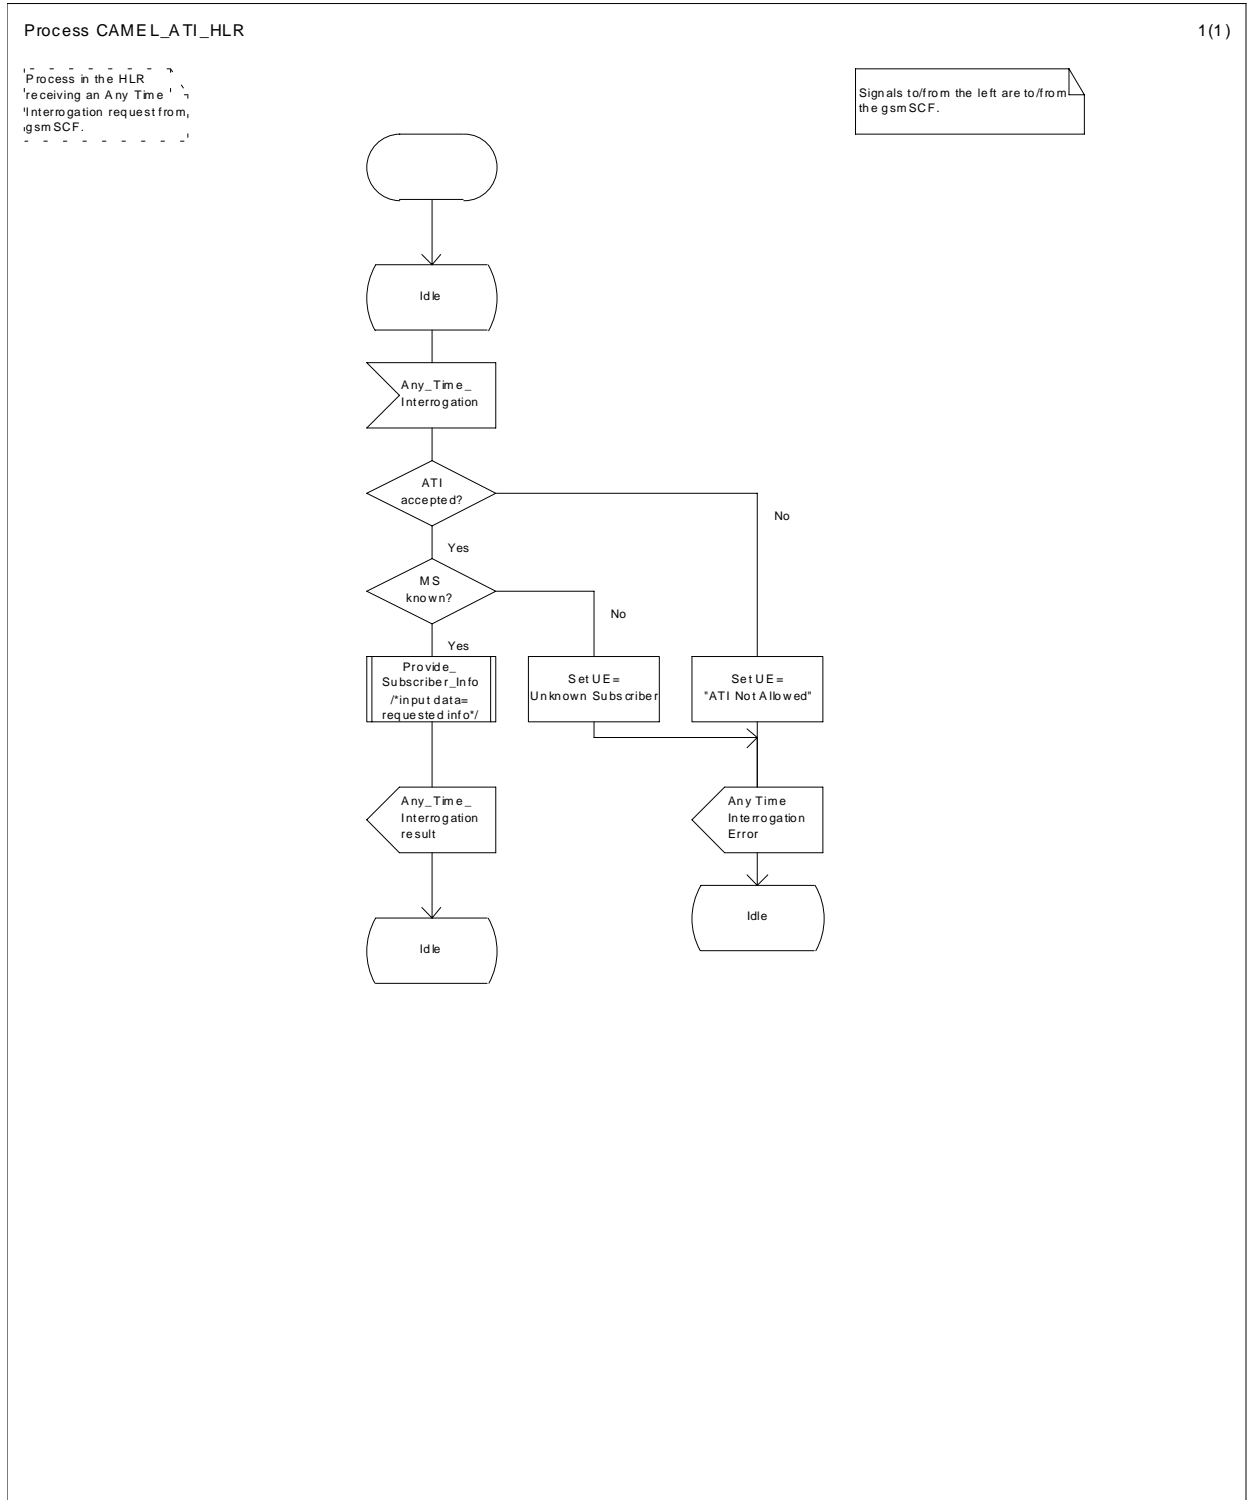 Process CAMEL_ATI_HLR
1(1)
Process in the HLR
receiving an Any Time
Interrogation request from
gsmSCF.
Signals to/from the left are to/from
the gsmSCF.
Idle
Any_Time_
Interrogation
ATI
accepted?
No
Yes
MS
known?
No
Yes
Provide_
Subscriber_Info
/*input data=
requested info*/
Set UE=
Unknown Subscriber
Set UE=
"ATI Not Allowed"
Any_Time_
Interrogation
result
Any Time
Interrogation
Error
Idle
Idle